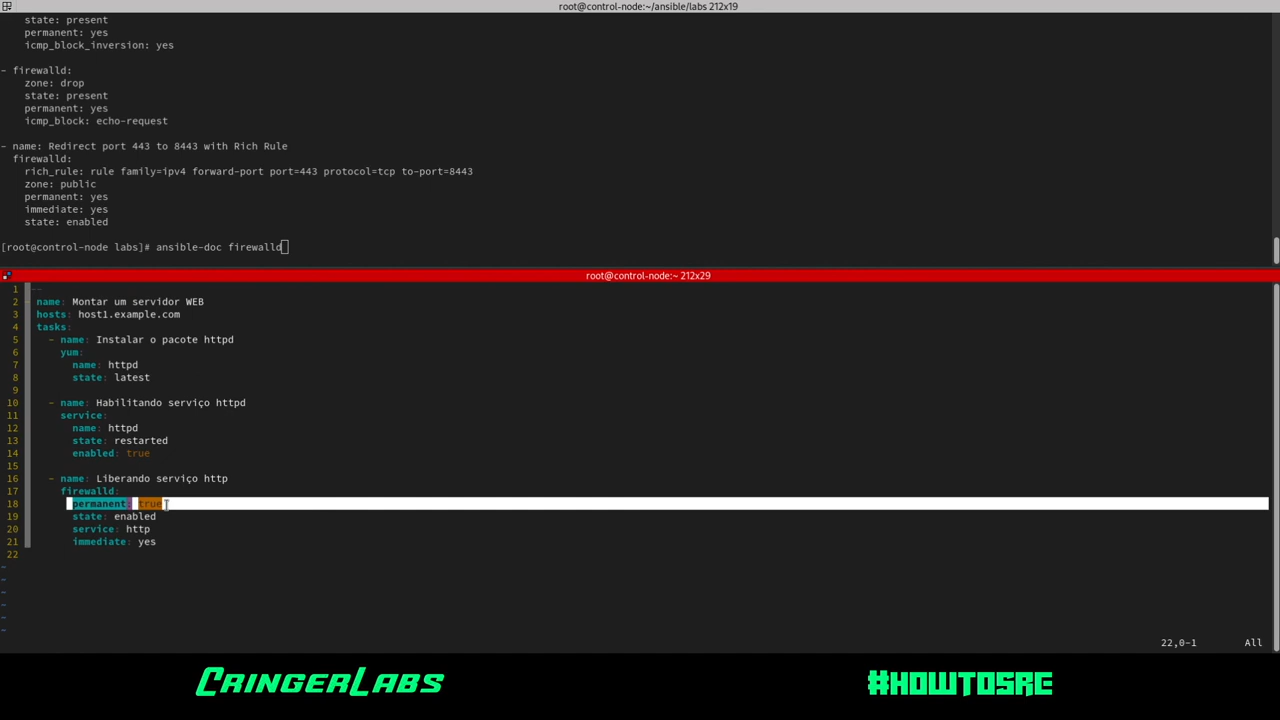 root@control-node:~/ansible/labs 212x19
state: present
permanent: yes
icmp_block_inversion: yes
- firewalld:
zone: drop
state: present
permanent: yes
icmp_block: echo-request
- name: Redirect port 443 to 8443 with Rich Rule
firewalld:
rich_rule: rule family=ipv4 forward-port port=443 protocol=tcp to-port=8443
zone: public
permanent: yes
immediate: yes
state: enabled
[root@control-node labs]# ansible-doc firewalld
root@control-node:~ 212x29
1 ---
2 - name: Montar um servidor WEB
3 hosts: host1.example.com
4 tasks:
5 - name: Instalar o pacote httpd
6 yum:
7 name: httpd
8 state: latest
9
10 - name: Habilitando serviço httpd
11 service:
12 name: httpd
13 state: restarted
14 enabled: true
15
16 - name: Liberando serviço http
17 firewalld:
18 permanent: true
19 state: enabled
20 service: http
21 immediate: yes
22
~
~
~
~
~
~
22,0-1 All
CringerLabs
#HOWTOSRE